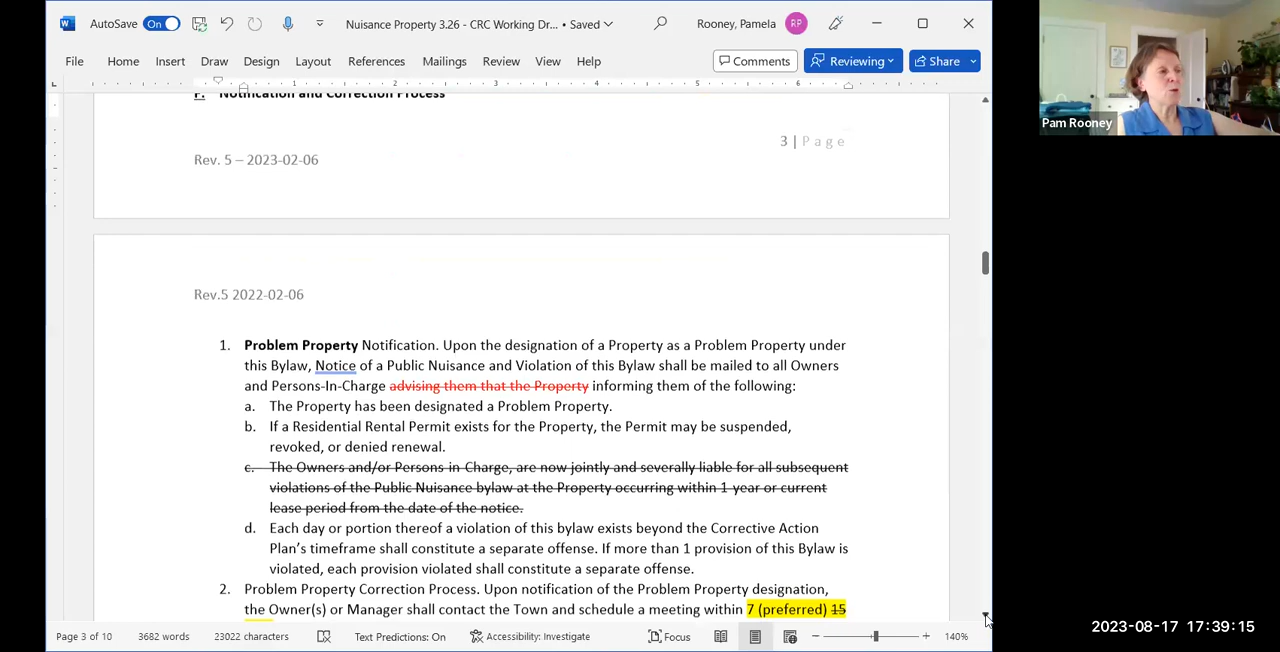 AutoSave On Nuisance Property 3.26 - CRC Working Dr... • Saved Rooney, Pamela RP
File Home Insert Draw Design Layout References Mailings Review View Help Comments Reviewing Share
1 2 3 4 5 6
F. Notification and Correction Process
3 | Page
Rev. 5 – 2023-02-06
Rev.5 2022-02-06
1. Problem Property Notification. Upon the designation of a Property as a Problem Property under
this Bylaw, Notice of a Public Nuisance and Violation of this Bylaw shall be mailed to all Owners
and Persons-In-Charge advising them that the Property informing them of the following:
a. The Property has been designated a Problem Property.
b. If a Residential Rental Permit exists for the Property, the Permit may be suspended,
revoked, or denied renewal.
c. The Owners and/or Persons in Charge, are now jointly and severally liable for all subsequent
violations of the Public Nuisance bylaw at the Property occurring within 1 year or current
lease period from the date of the notice.
d. Each day or portion thereof a violation of this bylaw exists beyond the Corrective Action
Plan's timeframe shall constitute a separate offense. If more than 1 provision of this Bylaw is
violated, each provision violated shall constitute a separate offense.
2. Problem Property Correction Process. Upon notification of the Problem Property designation,
the Owner(s) or Manager shall contact the Town and schedule a meeting within 7 (preferred) 15
Page 3 of 10 3682 words 23022 characters Text Predictions: On Accessibility: Investigate Focus 140%
Pam Rooney
2023-08-17 17:39:15